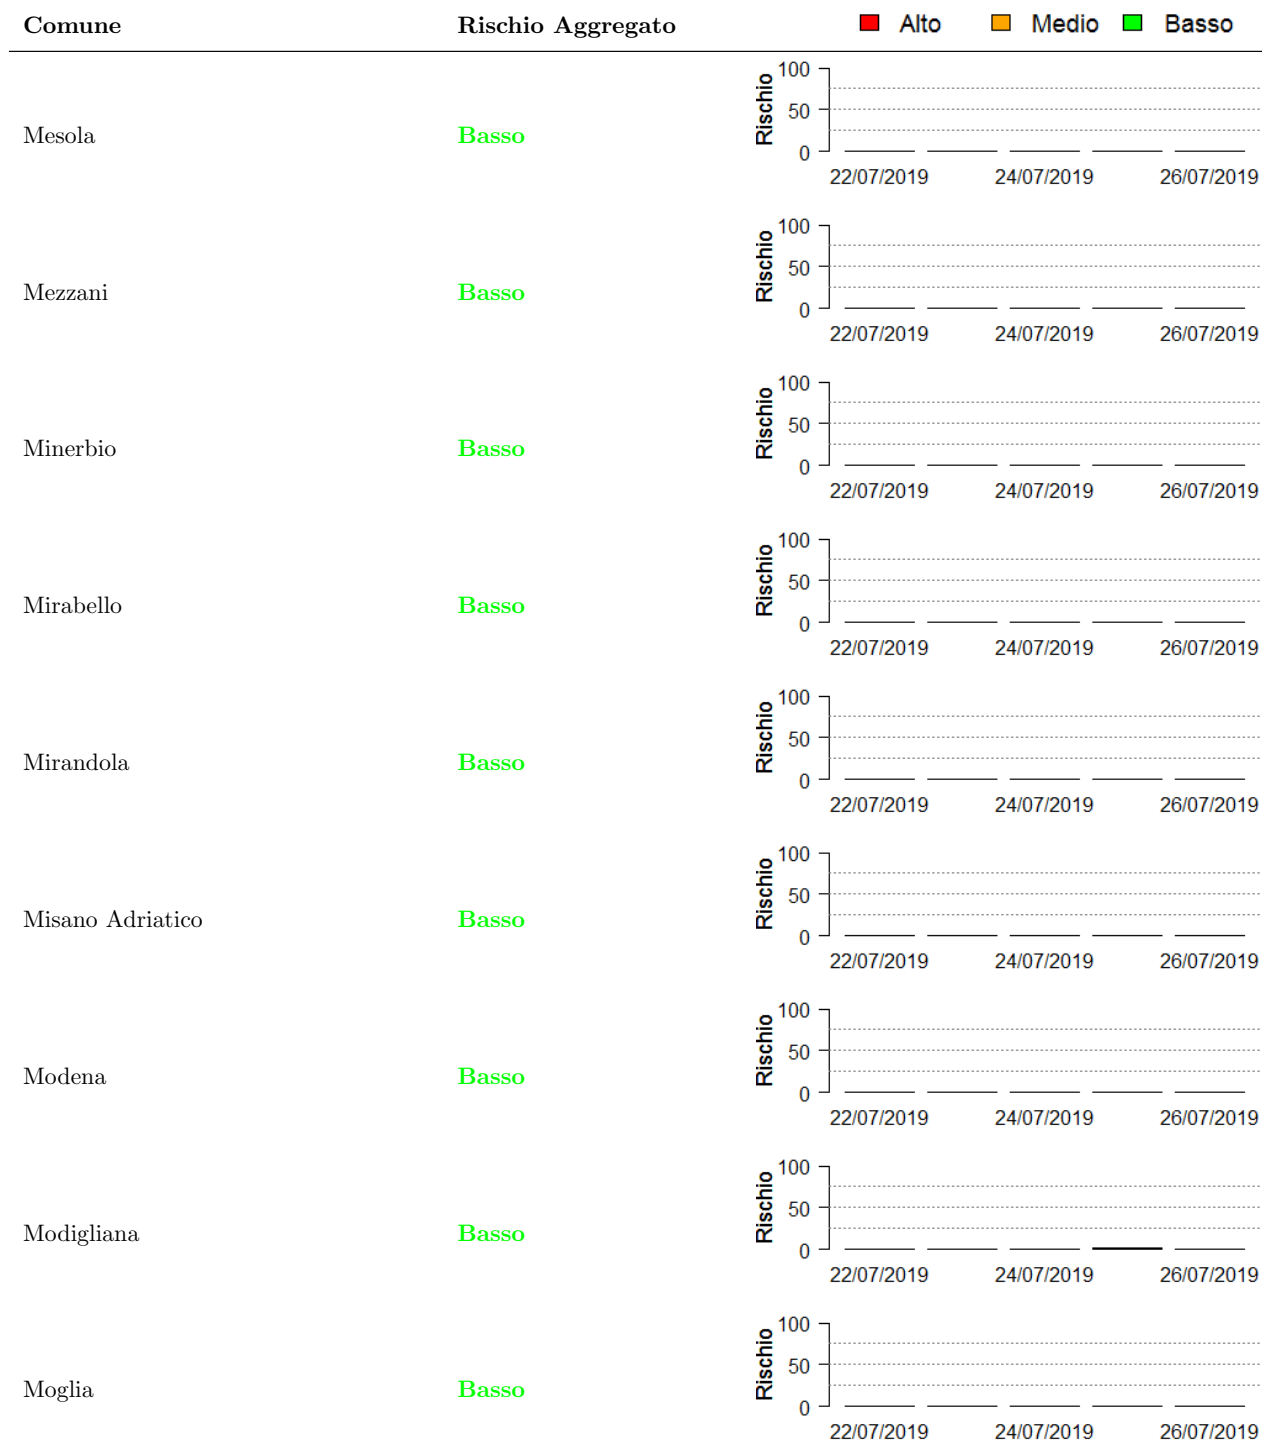 Comune Rischio Aggregato Alto Medio Basso
Mesola Basso Rischio 100 50 0
22/07/2019 24/07/2019 26/07/2019
Mezzani Basso Rischio 100 50 0
22/07/2019 24/07/2019 26/07/2019
Minerbio Basso Rischio 100 50 0
22/07/2019 24/07/2019 26/07/2019
Mirabello Basso Rischio 100 50 0
22/07/2019 24/07/2019 26/07/2019
Mirandola Basso Rischio 100 50 0
22/07/2019 24/07/2019 26/07/2019
Misano Adriatico Basso Rischio 100 50 0
22/07/2019 24/07/2019 26/07/2019
Modena Basso Rischio 100 50 0
22/07/2019 24/07/2019 26/07/2019
Modigliana Basso Rischio 100 50 0
22/07/2019 24/07/2019 26/07/2019
Moglia Basso Rischio 100 50 0
22/07/2019 24/07/2019 26/07/2019